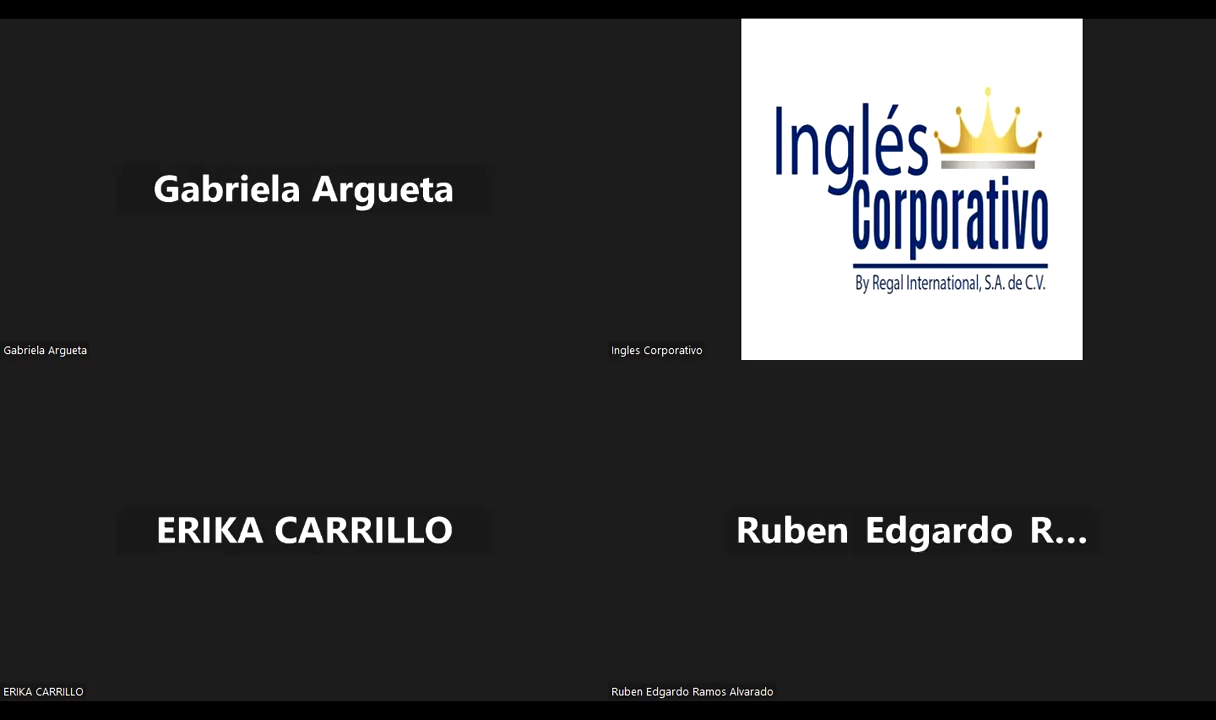 Gabriela Argueta
Gabriela Argueta
Inglés
Corporativo
By Regal International, S.A. de C.V.
Ingles Corporativo
ERIKA CARRILLO
ERIKA CARRILLO
Ruben Edgardo R...
Ruben Edgardo Ramos Alvarado